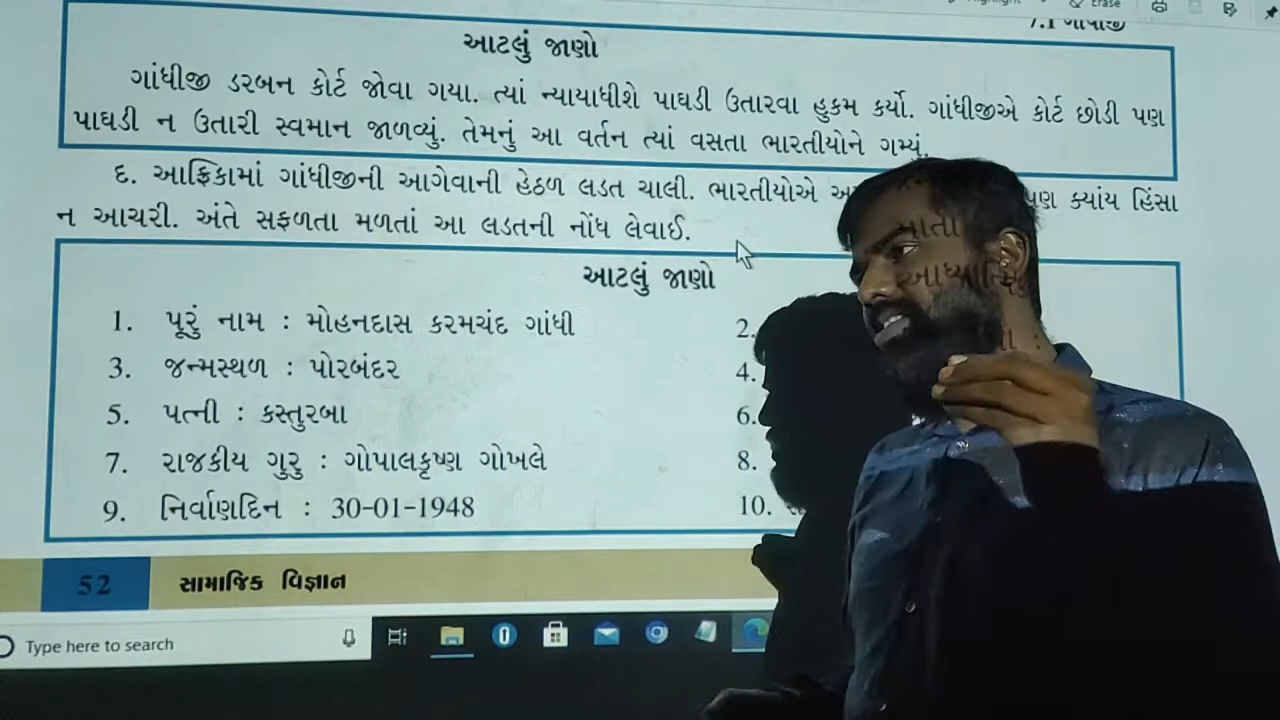 Erase
7.1 ગાંધીજી
આટલું જાણો
ગાંધીજી ડરબન કોર્ટ જોવા ગયા. ત્યાં ન્યાયાધીશે પાઘડી ઉતારવા હુકમ કર્યો. ગાંધીજીએ કોર્ટ છોડી પણ
પાઘડી ન ઉતારી સ્વમાન જાળવ્યું. તેમનું આ વર્તન ત્યાં વસતા ભારતીયોને ગમ્યું.
દ. આફ્રિકામાં ગાંધીજીની આગેવાની હેઠળ લડત ચાલી. ભારતીયોએ પણ ક્યાંય હિંસા
ન આચરી. અંતે સફળતા મળતાં આ લડતની નોંધ લેવાઈ.
આટલું જાણો
1. પૂરું નામ : મોહનદાસ કરમચંદ ગાંધી
2. માતા
3. જન્મસ્થળ : પોરબંદર
4.
5. પત્ની : કસ્તુરબા
6.
7. રાજકીય ગુરુ : ગોપાલકૃષ્ણ ગોખલે
8.
9. નિર્વાણદિન : 30-01-1948
10.
52 સામાજિક વિજ્ઞાન
Type here to search